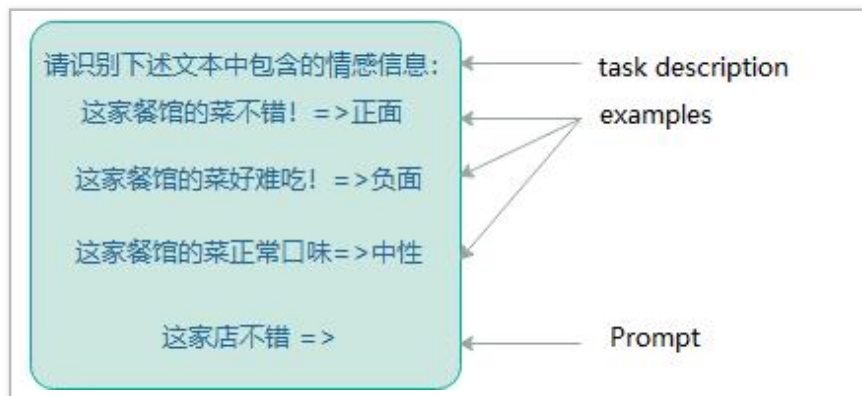 请识别下述文本中包含的情感信息： task description
这家餐馆的菜不错！=>正面 examples
这家餐馆的菜好难吃！=>负面
这家餐馆的菜正常口味=>中性
这家店不错 => Prompt